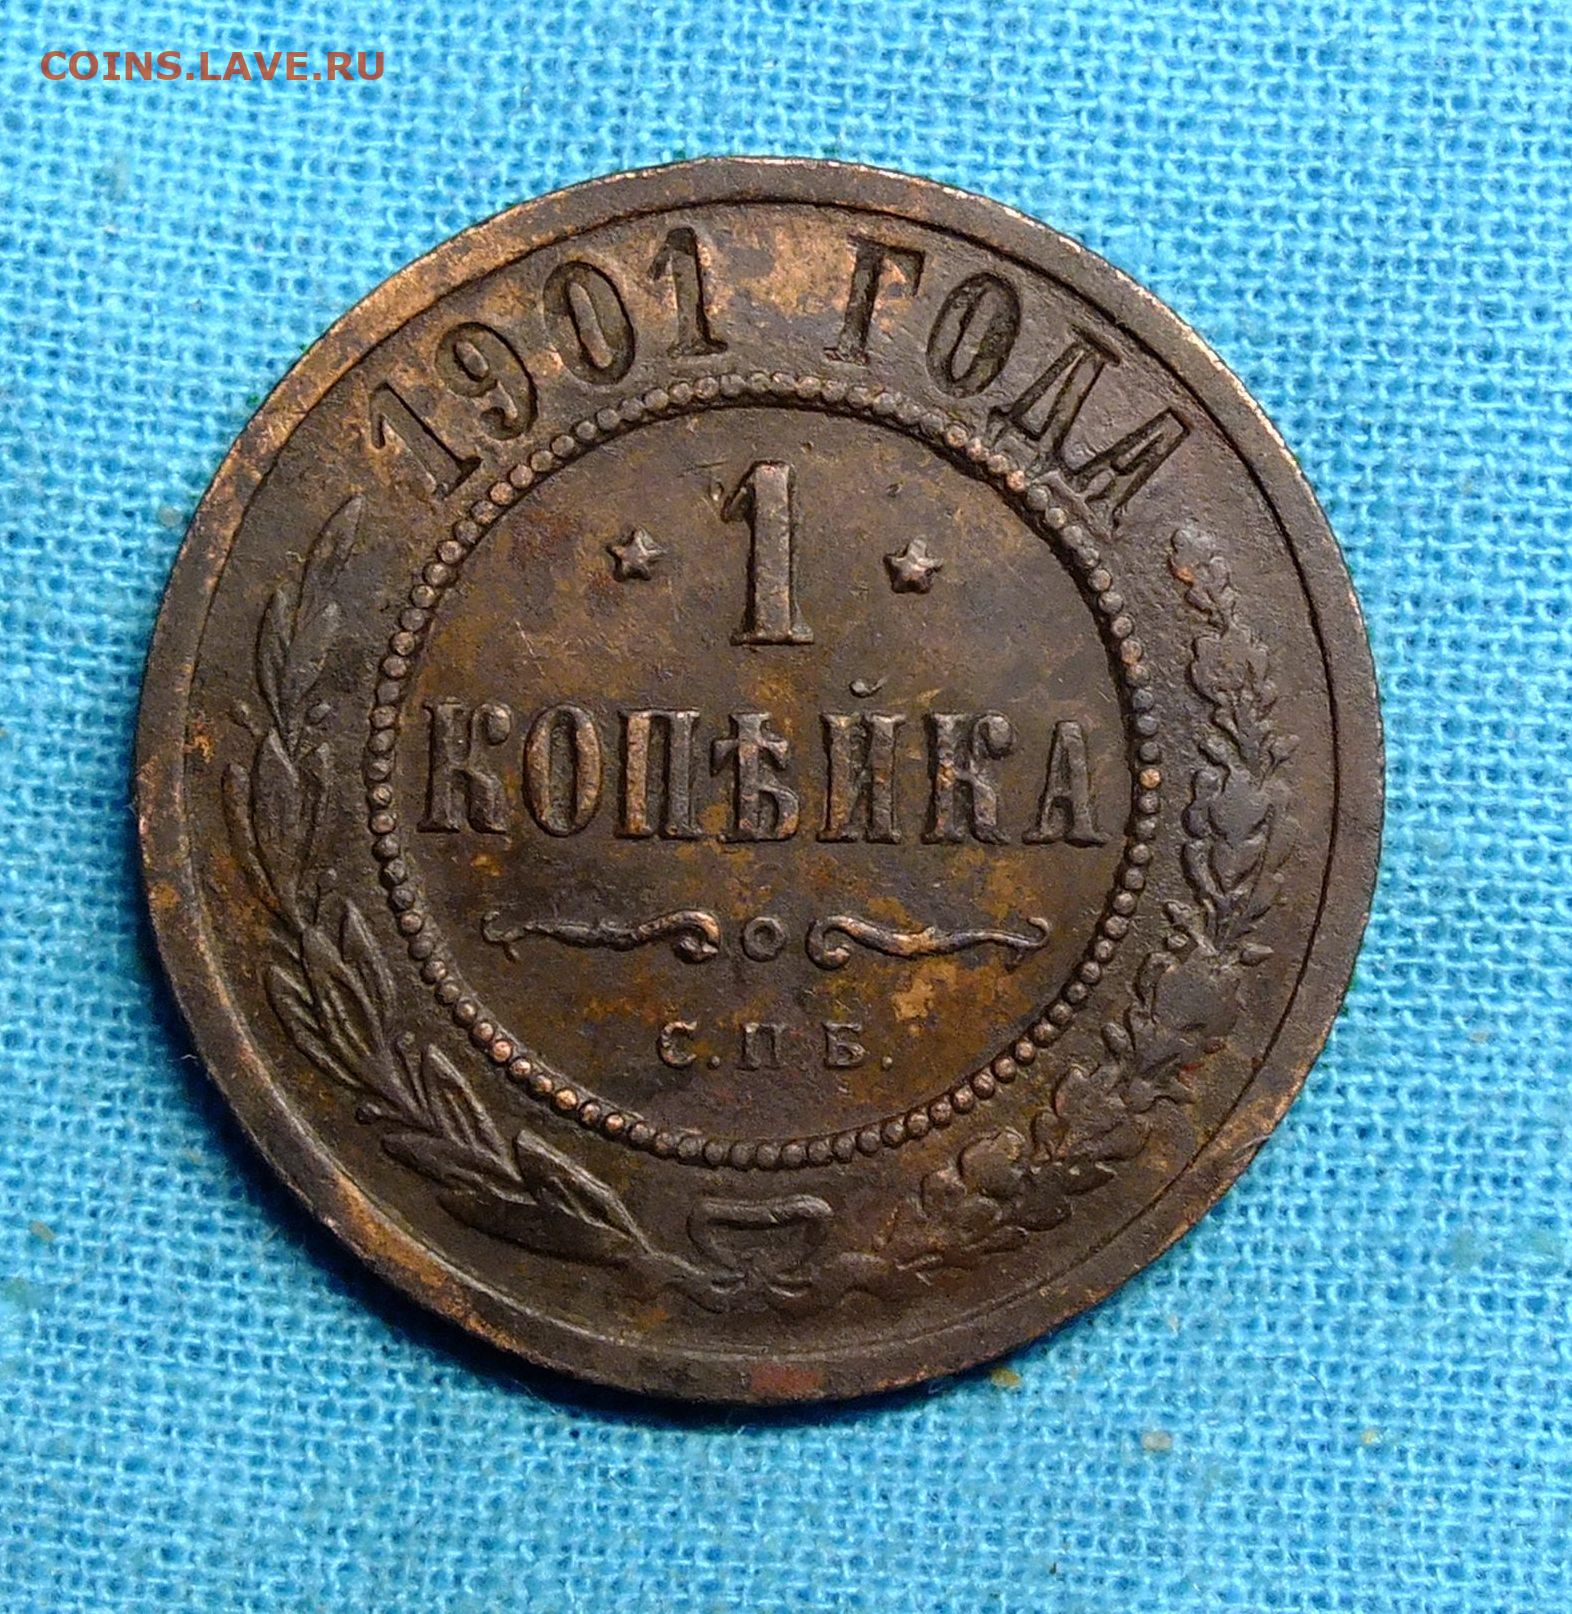 COINS.LAVE.RU
1901 ГОДА
1
КОПѢЙКА
С.П.Б.